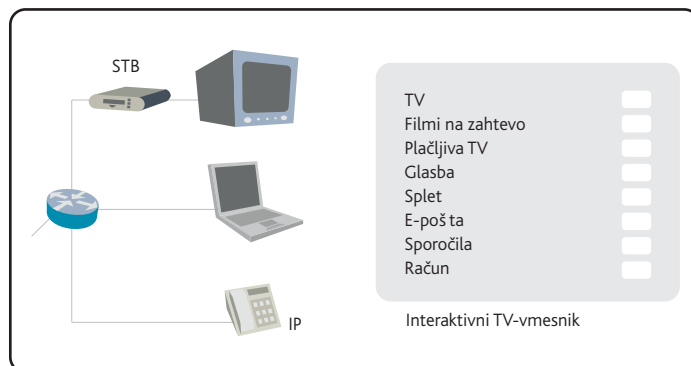 STB
TV
Filmi na zahtevo
Plačljiva TV
Glasba
Splet
E-poš ta
Sporočila
Račun
IP
Interaktivni TV-vmesnik